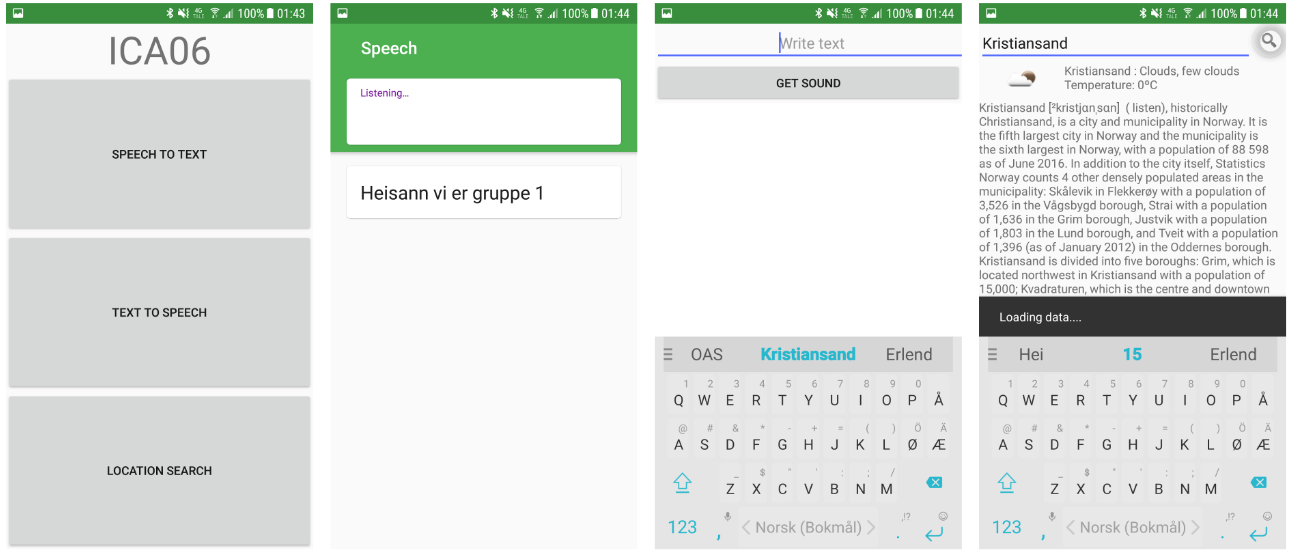 4G 100% 01:43
ICA06
SPEECH TO TEXT
TEXT TO SPEECH
LOCATION SEARCH
4G 100% 01:44
Speech
Listening...
Heisann vi er gruppe 1
4G 100% 01:44
Write text
GET SOUND
OAS Kristiansand Erlend
1 2 3 4 5 6 7 8 9 0
Q W E R T Y U I O P Å
@ # & * - + = ( ) Ö Ä
A S D F G H J K L Ø Æ
Z X C V B N M
123 , < Norsk (Bokmål) > .
4G 100% 01:44
Kristiansand
Kristiansand : Clouds, few clouds
Temperature: 0ºC
Kristiansand [²kristjɑnˌsɑn] ( listen), historically
Christiansand, is a city and municipality in Norway. It is
the fifth largest city in Norway and the municipality is
the sixth largest in Norway, with a population of 88 598
as of June 2016. In addition to the city itself, Statistics
Norway counts 4 other densely populated areas in the
municipality: Skålevik in Flekkerøy with a population of
3,526 in the Vågsbygd borough, Strai with a population
of 1,636 in the Grim borough, Justvik with a population
of 1,803 in the Lund borough, and Tveit with a population
of 1,396 (as of January 2012) in the Oddernes borough.
Kristiansand is divided into five boroughs: Grim, which is
located northwest in Kristiansand with a population of
15,000; Kvadraturen, which is the centre and downtown
Loading data....
Hei 15 Erlend
1 2 3 4 5 6 7 8 9 0
Q W E R T Y U I O P Å
@ # & * - + = ( ) Ö Ä
A S D F G H J K L Ø Æ
Z X C V B N M
123 , < Norsk (Bokmål) > .